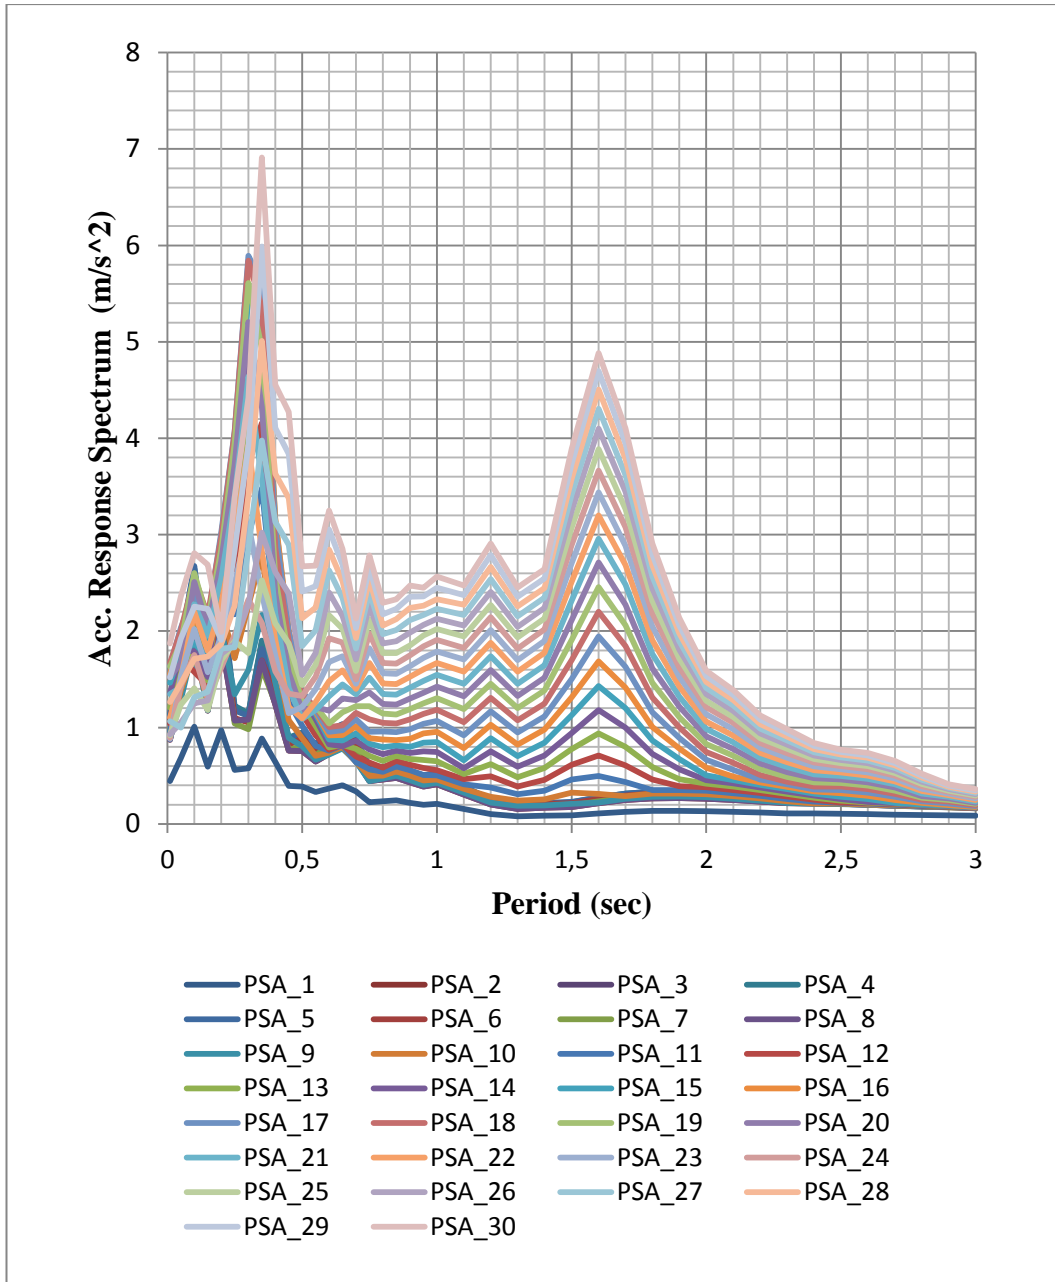 8
7
6
5
4
3
2
1
0
Acc. Response Spectrum (m/s^2)
0 0,5 1 1,5 2 2,5 3
Period (sec)
PSA_1 PSA_2 PSA_3 PSA_4
PSA_5 PSA_6 PSA_7 PSA_8
PSA_9 PSA_10 PSA_11 PSA_12
PSA_13 PSA_14 PSA_15 PSA_16
PSA_17 PSA_18 PSA_19 PSA_20
PSA_21 PSA_22 PSA_23 PSA_24
PSA_25 PSA_26 PSA_27 PSA_28
PSA_29 PSA_30